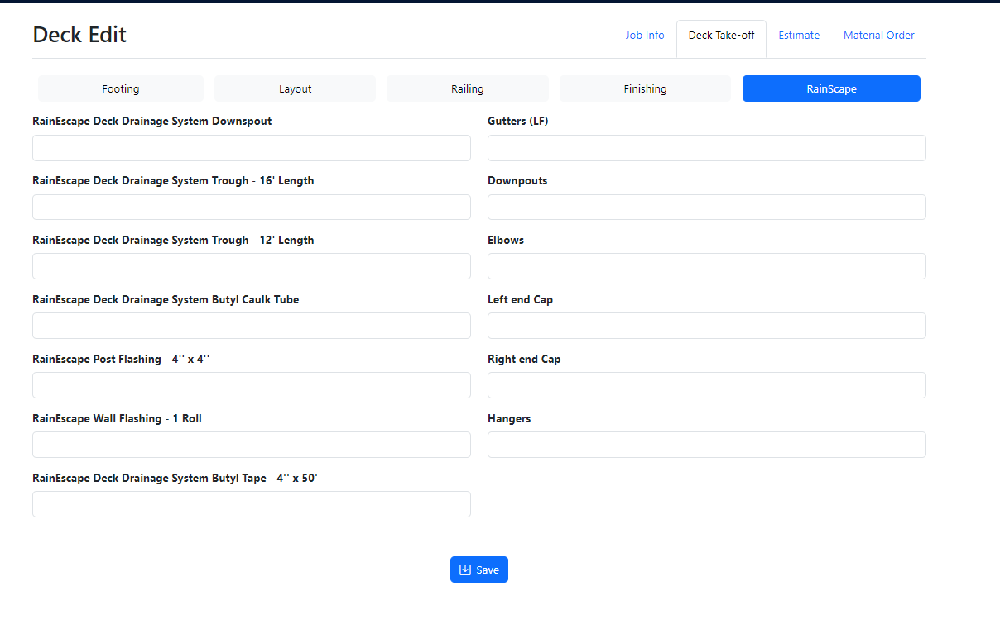 Deck Edit
Job Info
Deck Take-off
Estimate
Material Order
Footing
Layout
Railing
Finishing
RainScape
RainEscape Deck Drainage System Downspout
Gutters (LF)
RainEscape Deck Drainage System Trough - 16' Length
Downpouts
RainEscape Deck Drainage System Trough - 12' Length
Elbows
RainEscape Deck Drainage System Butyl Caulk Tube
Left end Cap
RainEscape Post Flashing - 4'' x 4''
Right end Cap
RainEscape Wall Flashing - 1 Roll
Hangers
RainEscape Deck Drainage System Butyl Tape - 4'' x 50'
Save